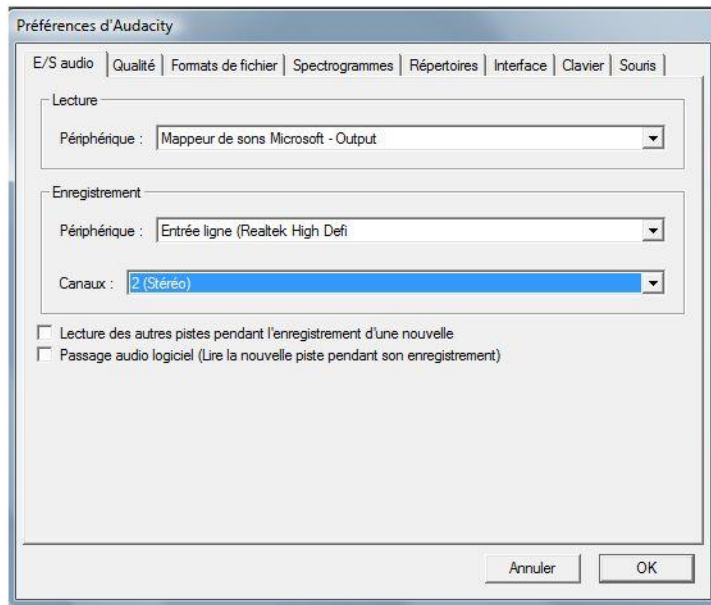 Préférences d'Audacity
E/S audio Qualité Formats de fichier Spectrogrammes Répertoires Interface Clavier Souris
Lecture
Périphérique : Mappeur de sons Microsoft - Output
Enregistrement
Périphérique : Entrée ligne (Realtek High Defi
Canaux : 2 (Stéréo)
Lecture des autres pistes pendant l'enregistrement d'une nouvelle
Passage audio logiciel (Lire la nouvelle piste pendant son enregistrement)
Annuler OK